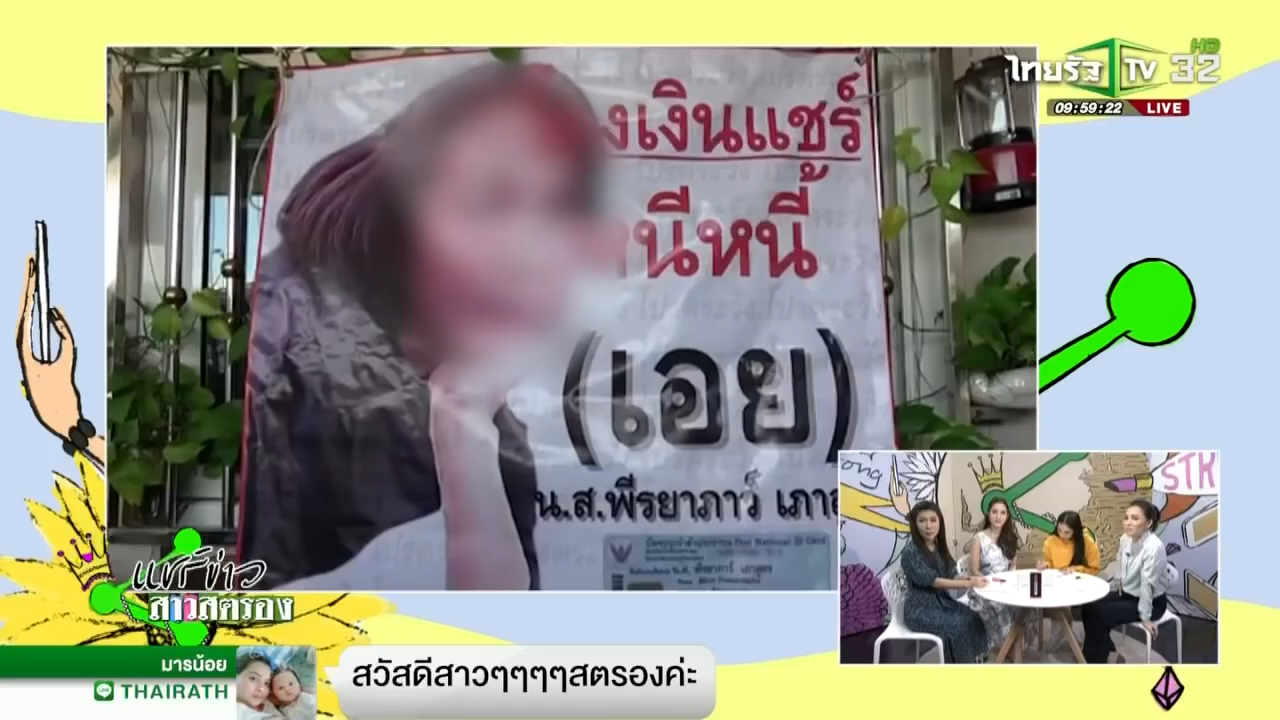 ไทยรัฐ TV 32 HD
09:59:22 LIVE
งเงินแชร์
นีหนี้
(เอย)
น.ส.พีรยาภาว์
แชร์ข่าว
สาวสตรอง
STR
มารน้อย
LINE THAIRATH
สวัสดีสาวๆๆๆๆสตรองค่ะ